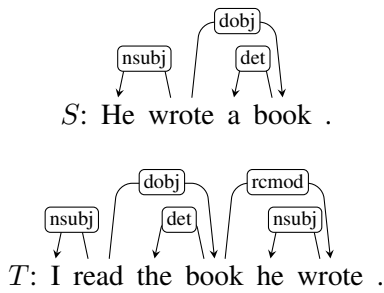 dobj
nsubj det
S: He wrote a book .
dobj rcmod
nsubj det nsubj
T: I read the book he wrote .